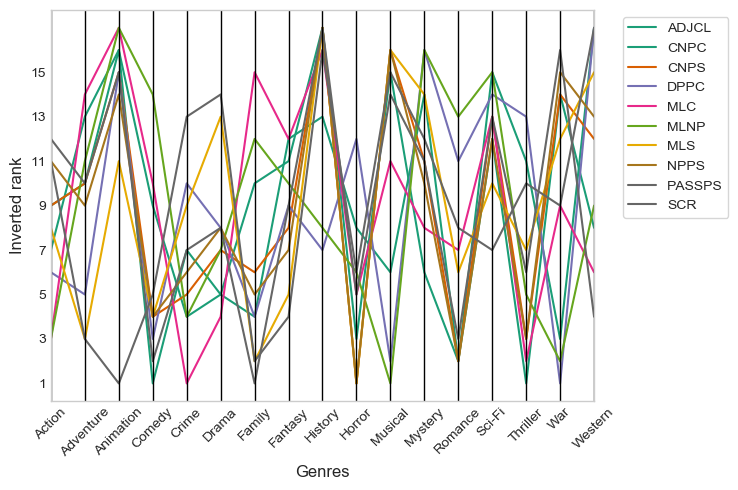 Inverted rank
15
13
11
9
7
5
3
1
Action
Adventure
Animation
Comedy
Crime
Drama
Family
Fantasy
History
Horror
Musical
Mystery
Romance
Sci-Fi
Thriller
War
Western
Genres
ADJCL
CNPC
CNPS
DPPC
MLC
MLNP
MLS
NPPS
PASSPS
SCR